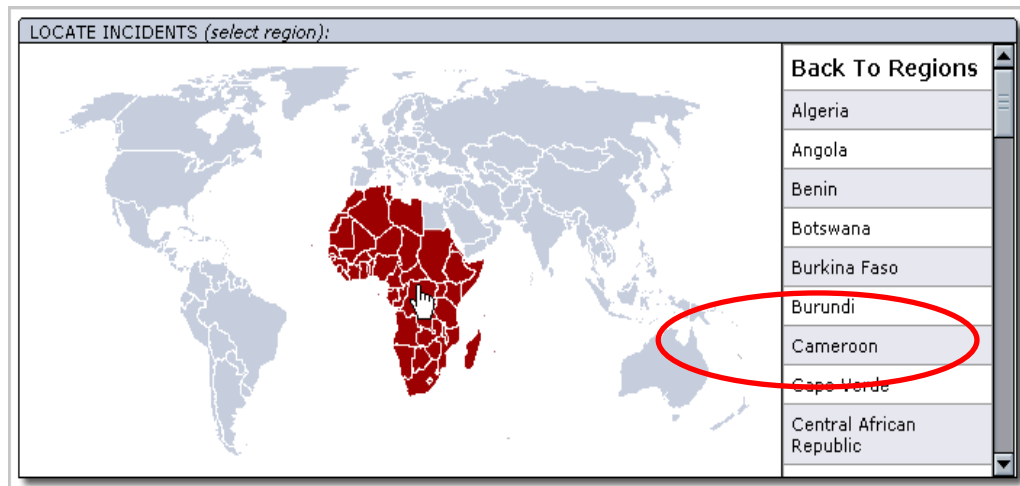 LOCATE INCIDENTS (select region):
Back To Regions
Algeria
Angola
Benin
Botswana
Burkina Faso
Burundi
Cameroon
Cape Verde
Central African
Republic